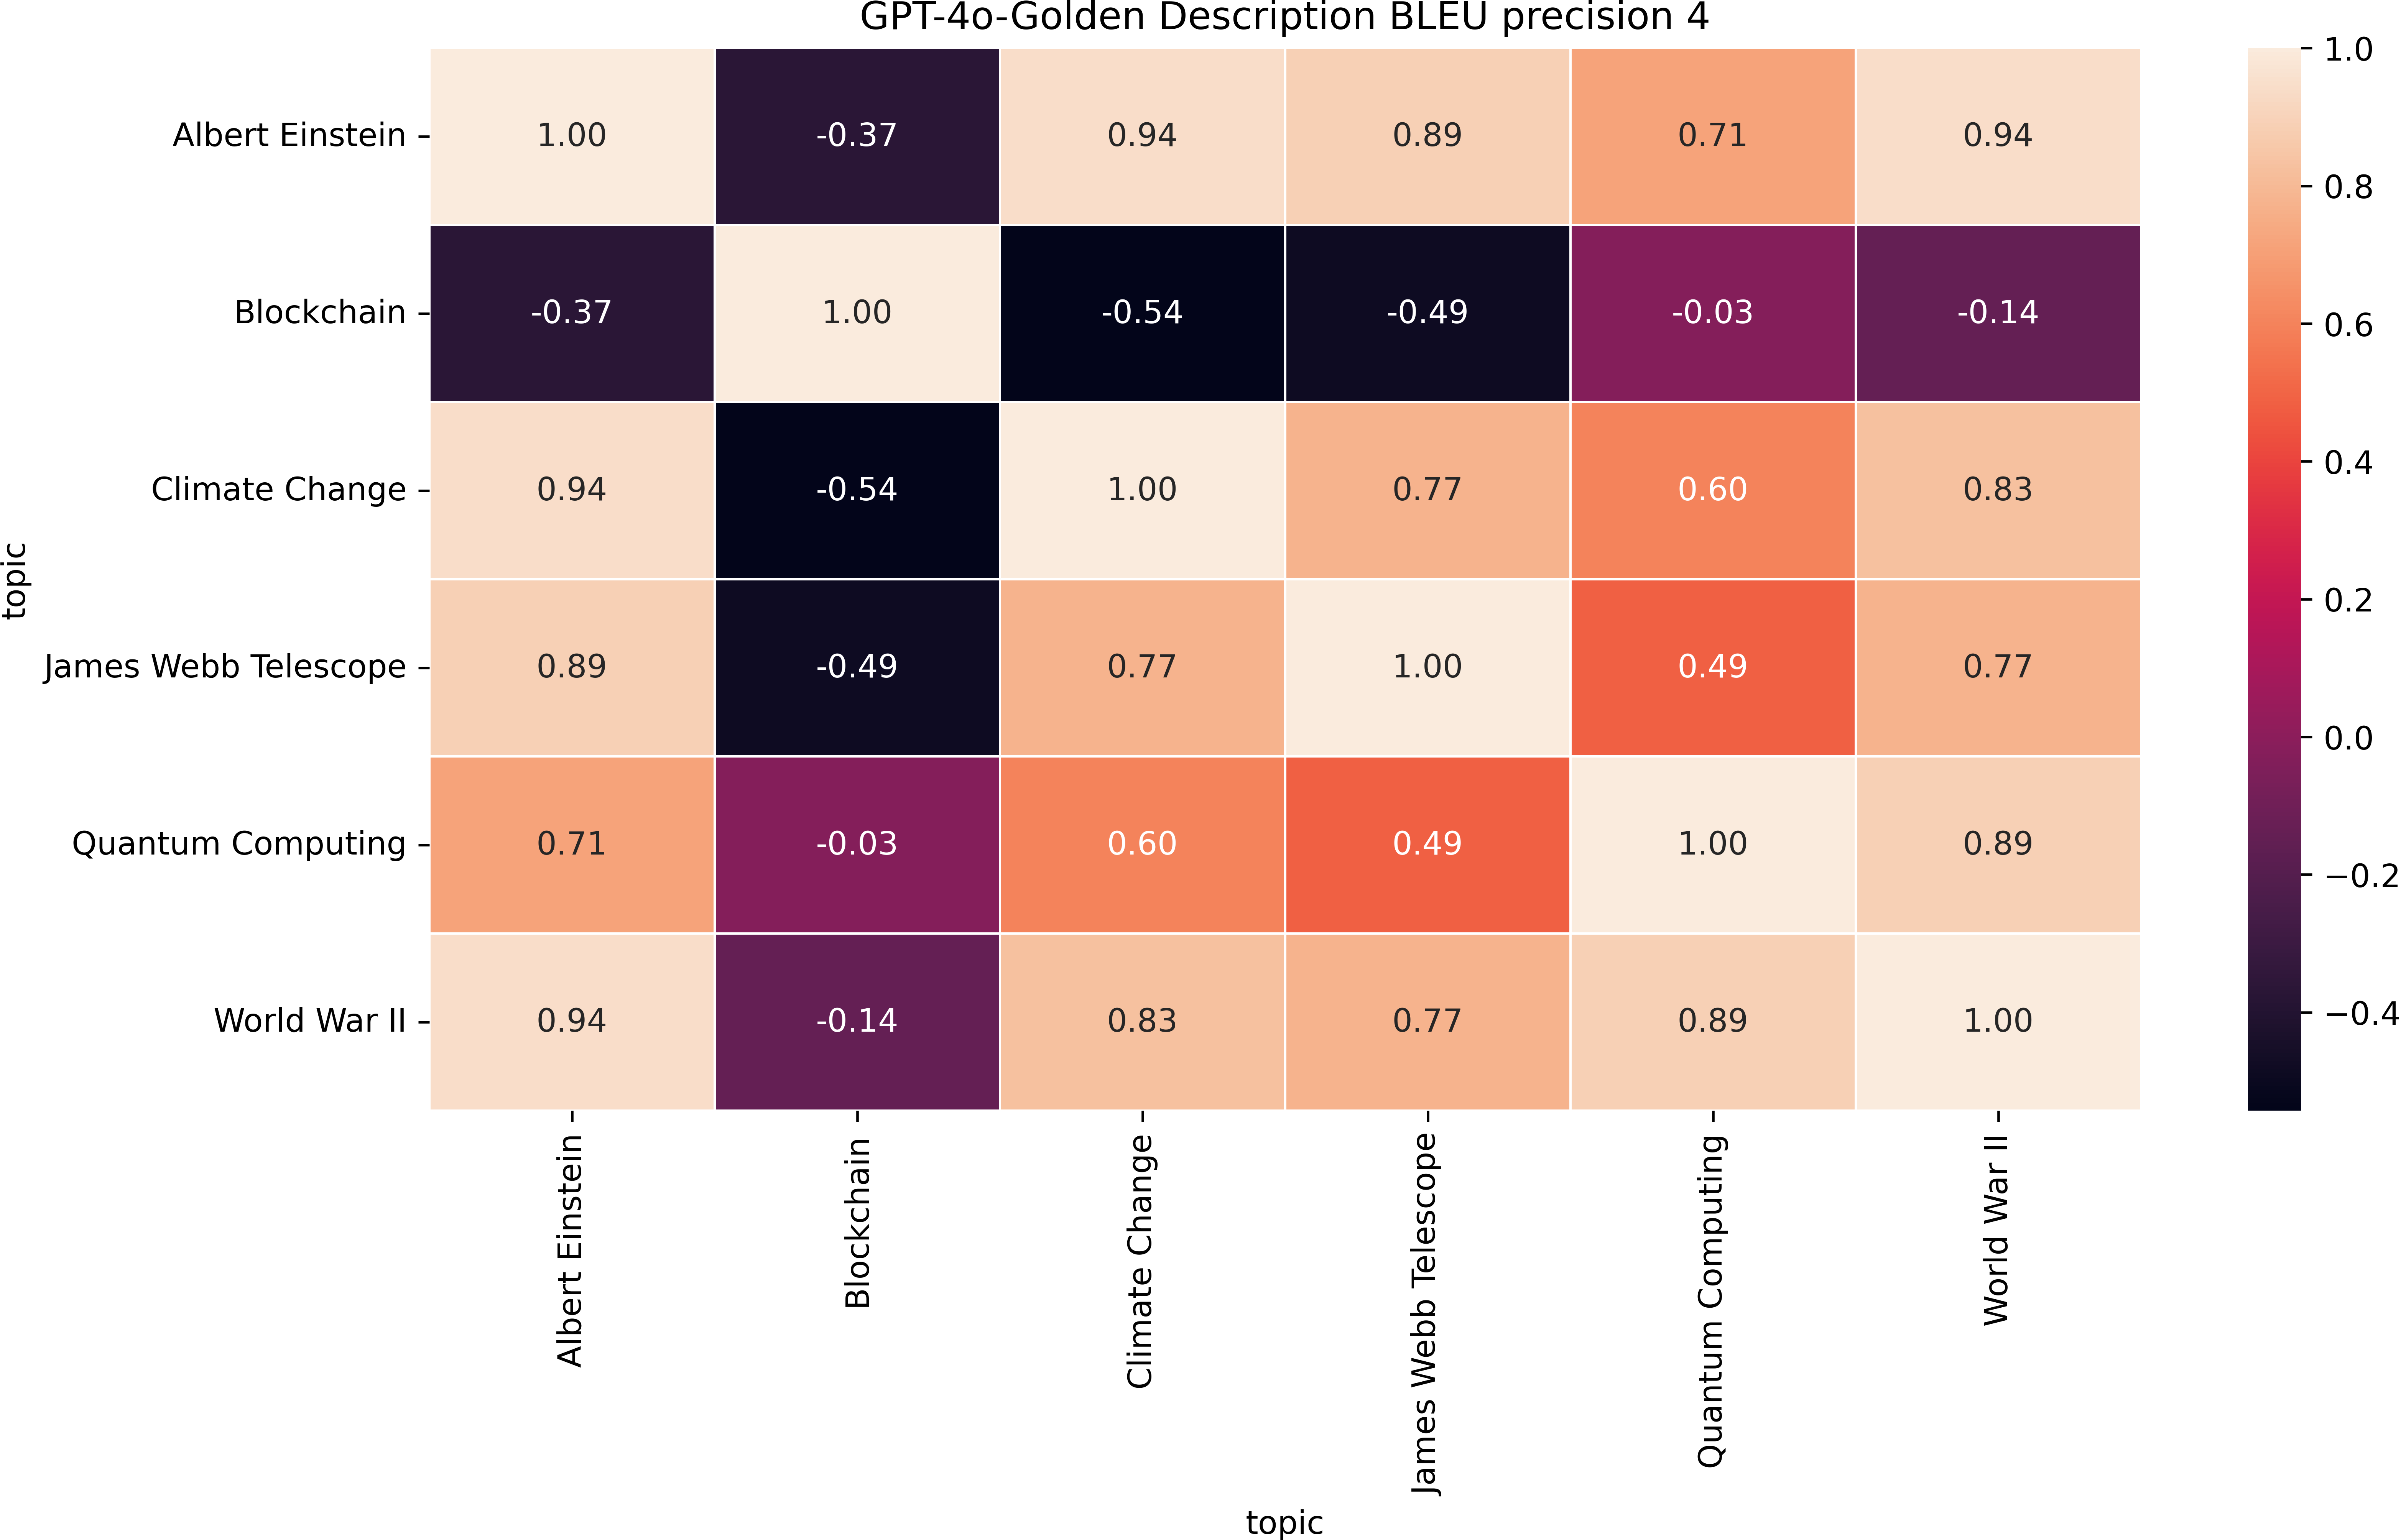 GPT-4o-Golden Description BLEU precision 4
Albert Einstein 1.00 -0.37 0.94 0.89 0.71 0.94
Blockchain -0.37 1.00 -0.54 -0.49 -0.03 -0.14
Climate Change 0.94 -0.54 1.00 0.77 0.60 0.83
James Webb Telescope 0.89 -0.49 0.77 1.00 0.49 0.77
Quantum Computing 0.71 -0.03 0.60 0.49 1.00 0.89
World War II 0.94 -0.14 0.83 0.77 0.89 1.00
topic
Albert Einstein
Blockchain
Climate Change
James Webb Telescope
Quantum Computing
World War II
topic
1.0
0.8
0.6
0.4
0.2
0.0
−0.2
−0.4